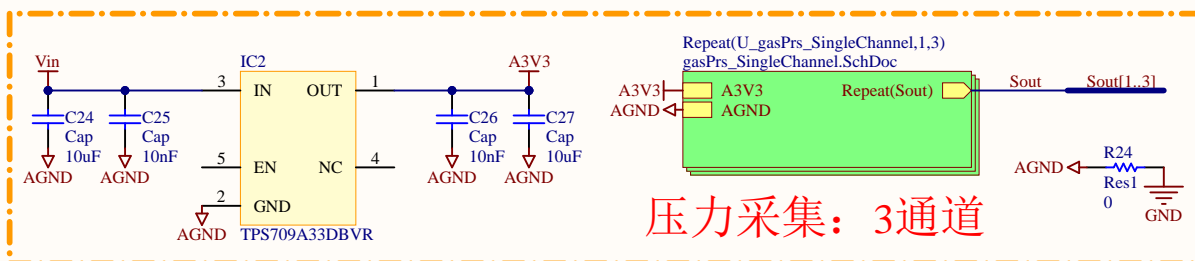 Vin
IC2
A3V3
3
IN
OUT
1
C24
Cap
10uF
C25
Cap
10nF
C26
Cap
10nF
C27
Cap
10uF
AGND
AGND
5
EN
NC
4
AGND
AGND
2
GND
AGND
TPS709A33DBVR
Repeat(U_gasPrs_SingleChannel,1,3)
gasPrs_SingleChannel.SchDoc
A3V3
A3V3
Repeat(Sout)
Sout
Sout[1..3]
AGND
AGND
AGND
R24
Res1
0
GND
压力采集：3通道